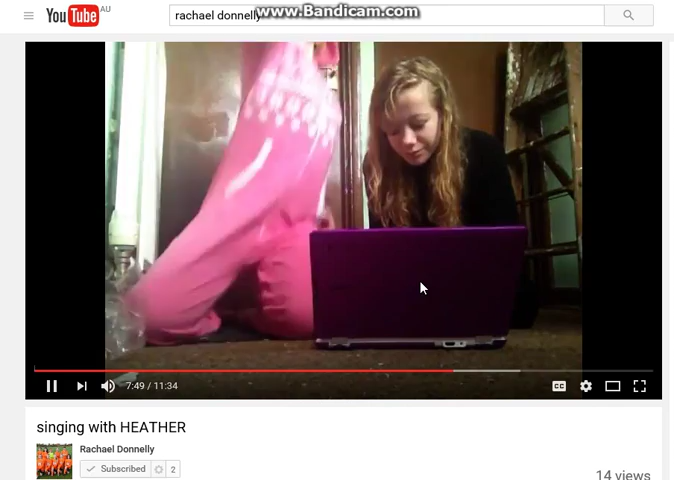 YouTube AU
rachael donnelly
www.Bandicam.com
7:49 / 11:34
CC
singing with HEATHER
Rachael Donnelly
Subscribed 2
14 views